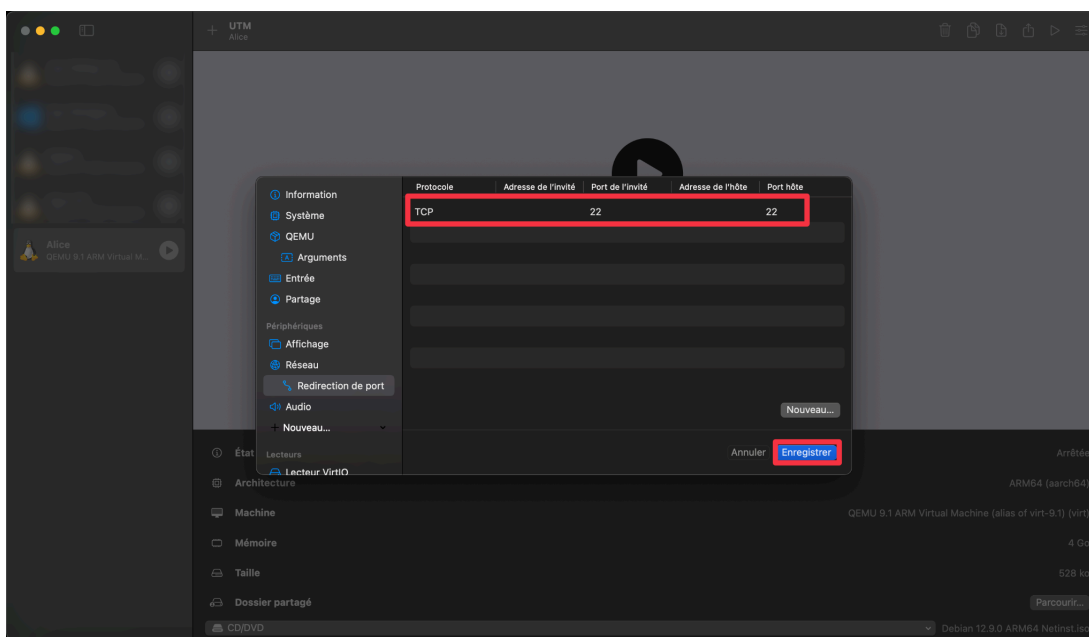 UTM
Alice
Alice
QEMU 9.1 ARM Virtual M...
Information
Système
QEMU
Arguments
Entrée
Partage
Périphériques
Affichage
Réseau
Redirection de port
Audio
Nouveau...
Lecteurs
Lecteur VirtIO
Protocole Adresse de l'invité Port de l'invité Adresse de l'hôte Port hôte
TCP 22 22
Nouveau...
Annuler Enregistrer
État Arrêtée
Architecture ARM64 (aarch64)
Machine QEMU 9.1 ARM Virtual Machine (alias of virt-9.1) (virt)
Mémoire 4 Go
Taille 528 ko
Dossier partagé Parcourir...
CD/DVD Debian 12.9.0 ARM64 Netinst.iso